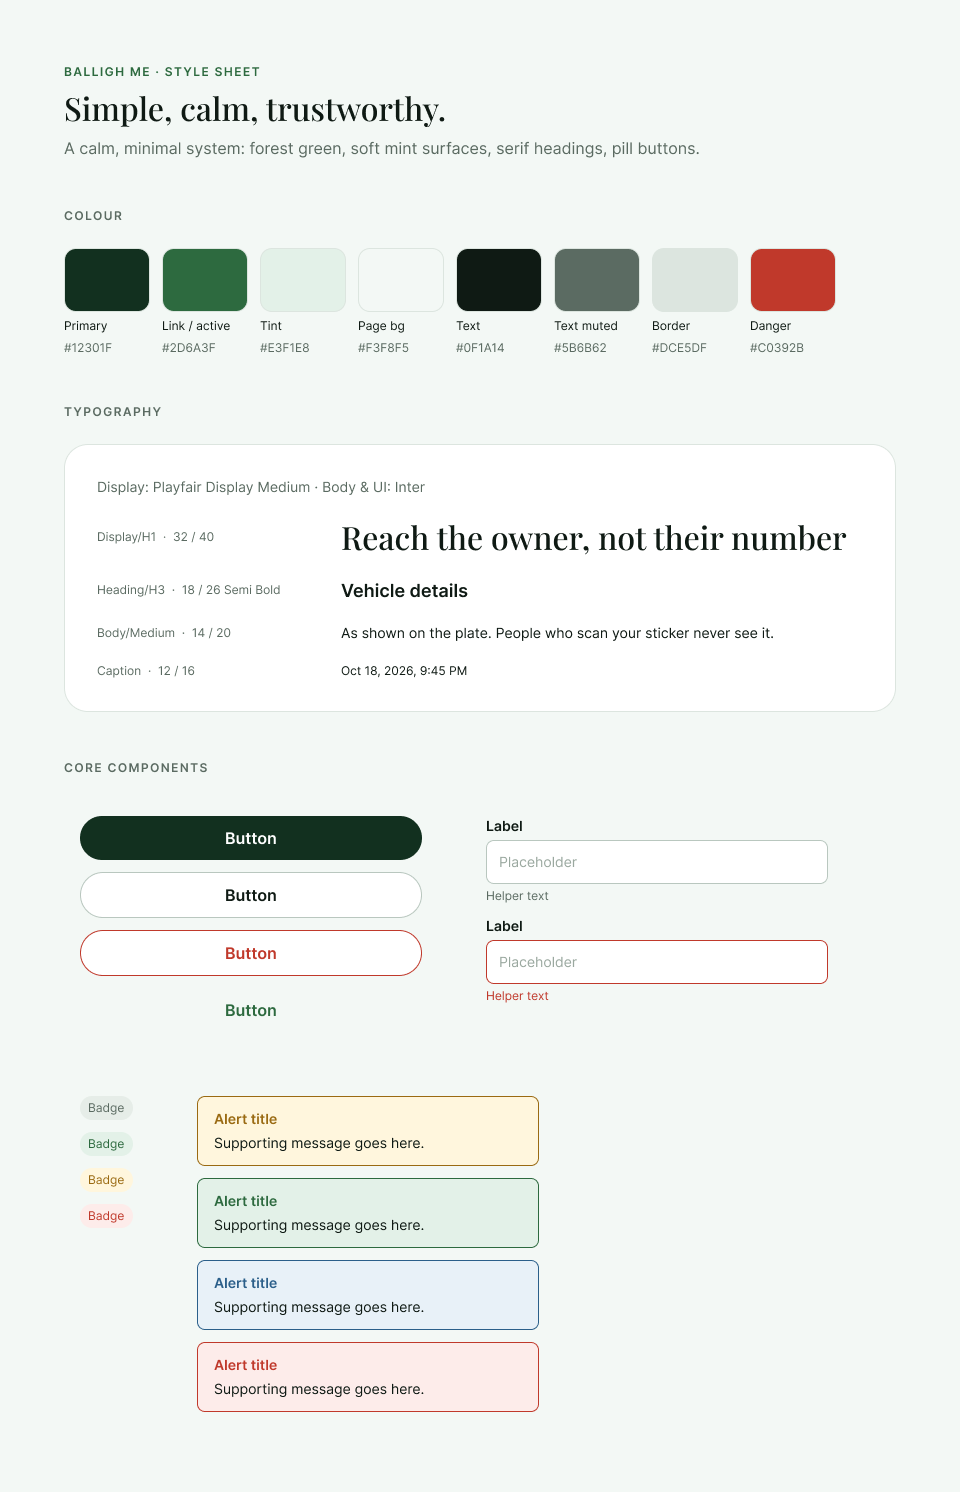 BALLIGH ME · STYLE SHEET
Simple, calm, trustworthy.
A calm, minimal system: forest green, soft mint surfaces, serif headings, pill buttons.
COLOUR
Primary
#12301F
Link / active
#2D6A3F
Tint
#E3F1E8
Page bg
#F3F8F5
Text
#0F1A14
Text muted
#5B6B62
Border
#DCE5DF
Danger
#C0392B
TYPOGRAPHY
Display: Playfair Display Medium · Body & UI: Inter
Display/H1 · 32 / 40
Reach the owner, not their number
Heading/H3 · 18 / 26 Semi Bold
Vehicle details
Body/Medium · 14 / 20
As shown on the plate. People who scan your sticker never see it.
Caption · 12 / 16
Oct 18, 2026, 9:45 PM
CORE COMPONENTS
Button
Button
Button
Button
Label
Placeholder
Helper text
Label
Placeholder
Helper text
Badge
Badge
Badge
Badge
Alert title
Supporting message goes here.
Alert title
Supporting message goes here.
Alert title
Supporting message goes here.
Alert title
Supporting message goes here.